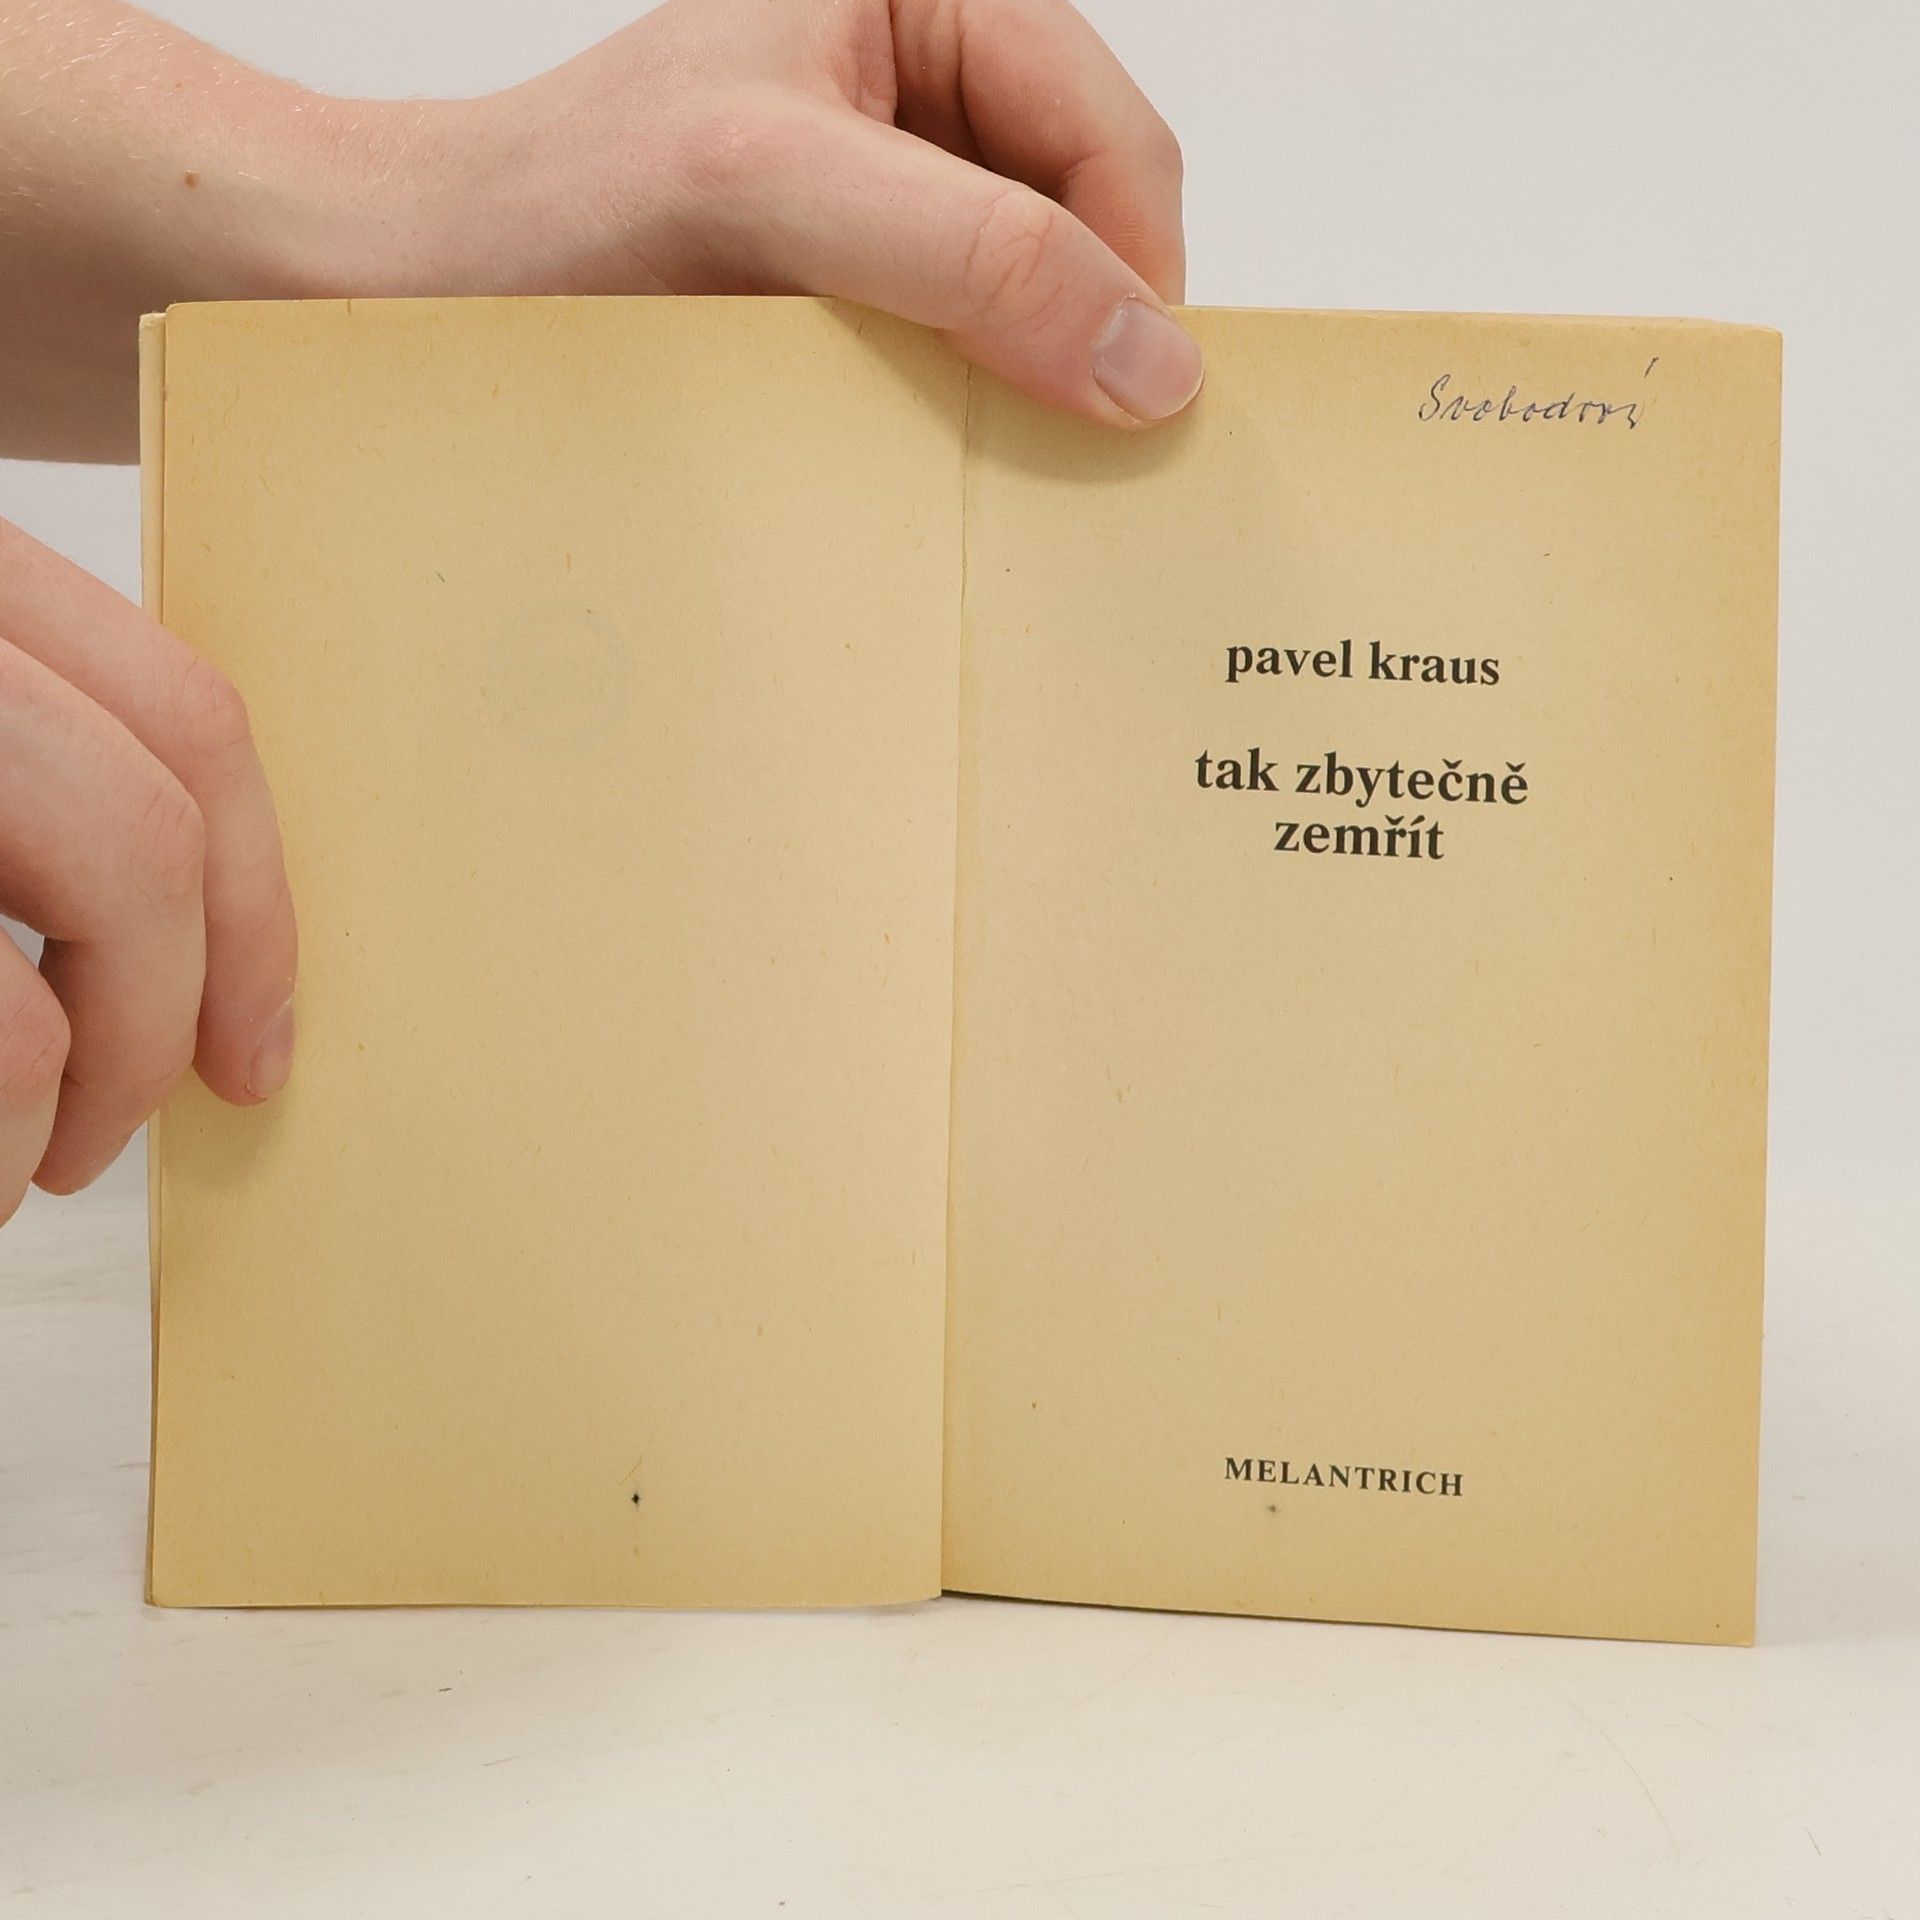 Svobodová
pavel kraus
tak zbytečně
zemřít
MELANTRICH